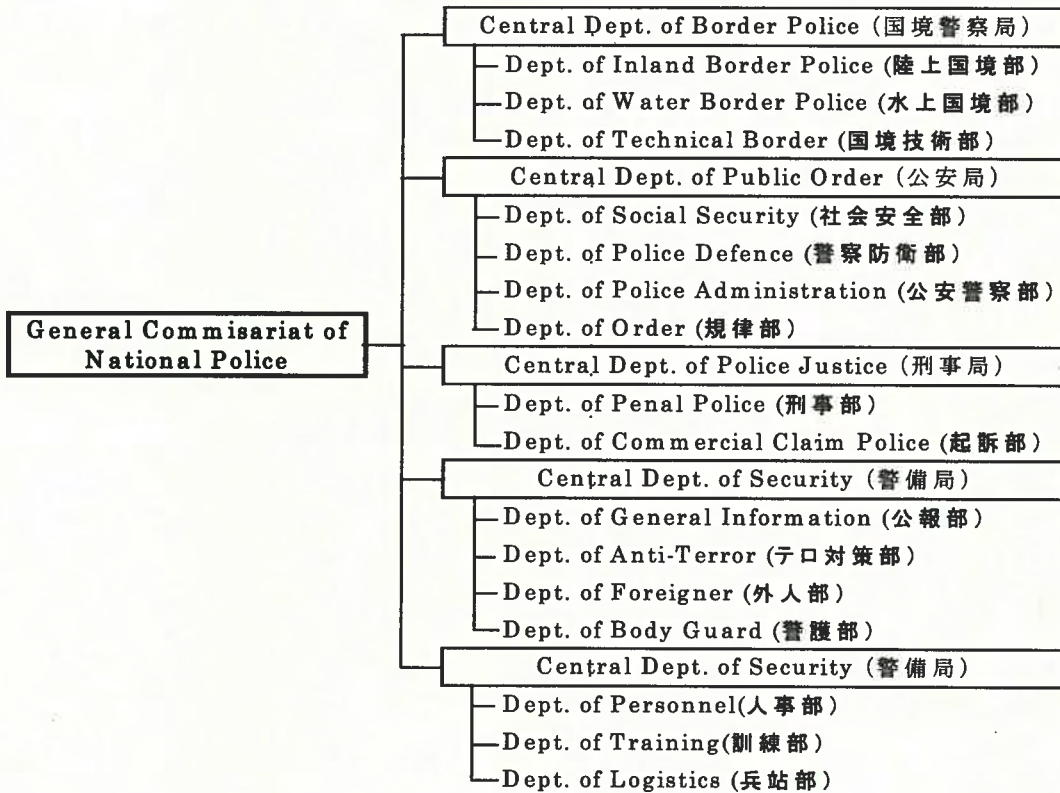 General Commisariat of
National Police
Central Dept. of Border Police (国境警察局)
Dept. of Inland Border Police (陸上国境部)
Dept. of Water Border Police (水上国境部)
Dept. of Technical Border (国境技術部)
Central Dept. of Public Order (公安局)
Dept. of Social Security (社会安全部)
Dept. of Police Defence (警察防衛部)
Dept. of Police Administration (公安警察部)
Dept. of Order (規律部)
Central Dept. of Police Justice (刑事局)
Dept. of Penal Police (刑事部)
Dept. of Commercial Claim Police (起訴部)
Central Dept. of Security (警備局)
Dept. of General Information (公報部)
Dept. of Anti-Terror (テロ対策部)
Dept. of Foreigner (外人部)
Dept. of Body Guard (警護部)
Central Dept. of Security (警備局)
Dept. of Personnel(人事部)
Dept. of Training(訓練部)
Dept. of Logistics (兵站部)